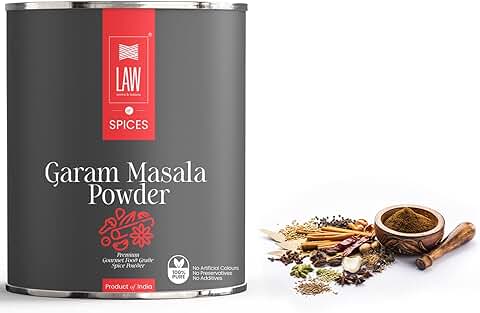 ®
LAW
of
SPICES
Garam Masala
Powder
Premium
Gourmet Food Grade
Spice Powder
100%
PURE
No Artificial Colours
No Preservatives
No Additives
Product of India